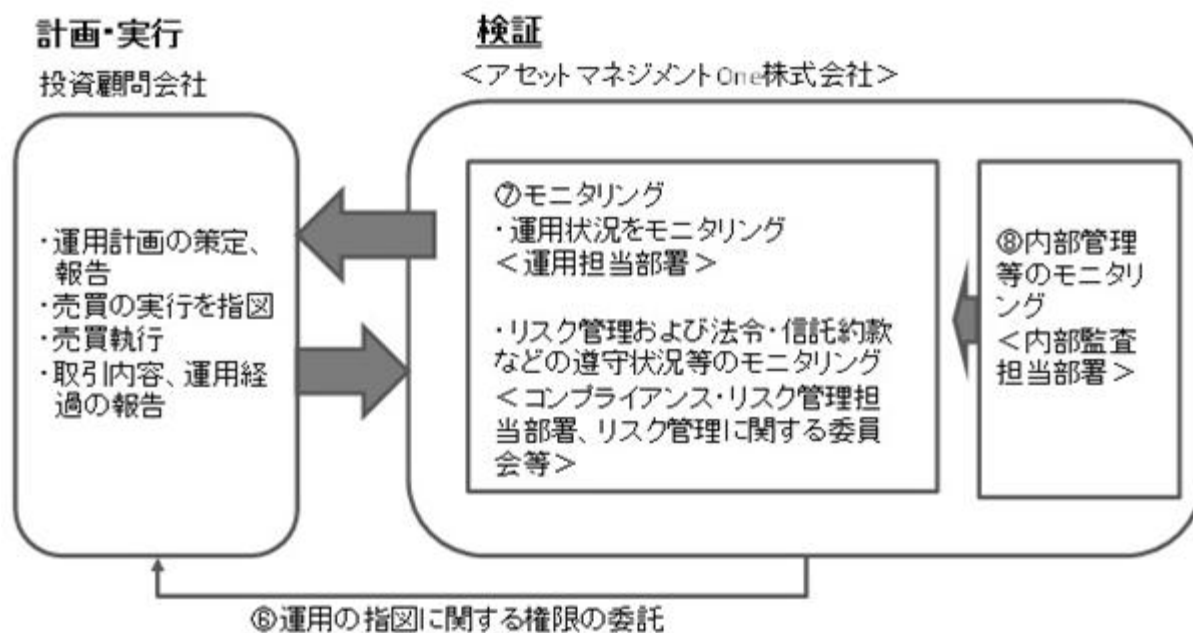 計画・実行
投資顧問会社
・運用計画の策定、
報告
・売買の実行を指図
・売買執行
・取引内容、運用経
過の報告
検証
＜アセットマネジメントOne株式会社＞
⑦モニタリング
・運用状況をモニタリング
＜運用担当部署＞
・リスク管理および法令・信託約款
などの遵守状況等のモニタリング
＜コンプライアンス・リスク管理担
当部署、リスク管理に関する委員
会等＞
⑧内部管理
等のモニタリ
ング
＜内部監査
担当部署＞
⑥運用の指図に関する権限の委託